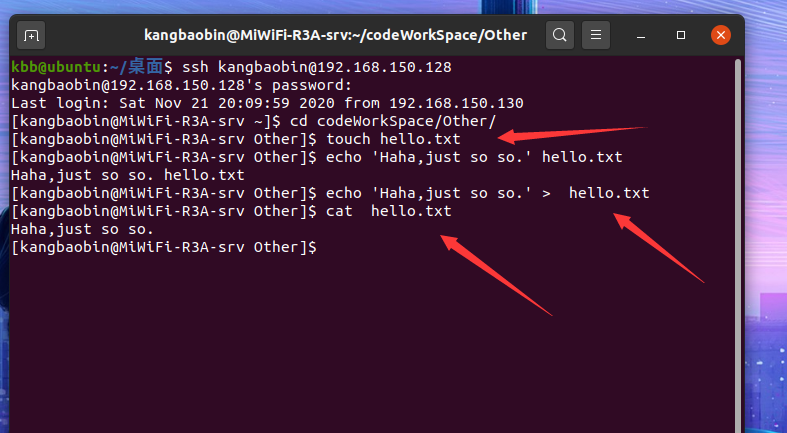 kangbaobin@MiWiFi-R3A-srv:~/codeWorkSpace/Other
kbb@ubuntu:~/桌面$ ssh kangbaobin@192.168.150.128
kangbaobin@192.168.150.128's password:
Last login: Sat Nov 21 20:09:59 2020 from 192.168.150.130
[kangbaobin@MiWiFi-R3A-srv ~]$ cd codeWorkSpace/Other/
[kangbaobin@MiWiFi-R3A-srv Other]$ touch hello.txt
[kangbaobin@MiWiFi-R3A-srv Other]$ echo 'Haha,just so so.' hello.txt
Haha,just so so. hello.txt
[kangbaobin@MiWiFi-R3A-srv Other]$ echo 'Haha,just so so.' >  hello.txt
[kangbaobin@MiWiFi-R3A-srv Other]$ cat  hello.txt
Haha,just so so.
[kangbaobin@MiWiFi-R3A-srv Other]$